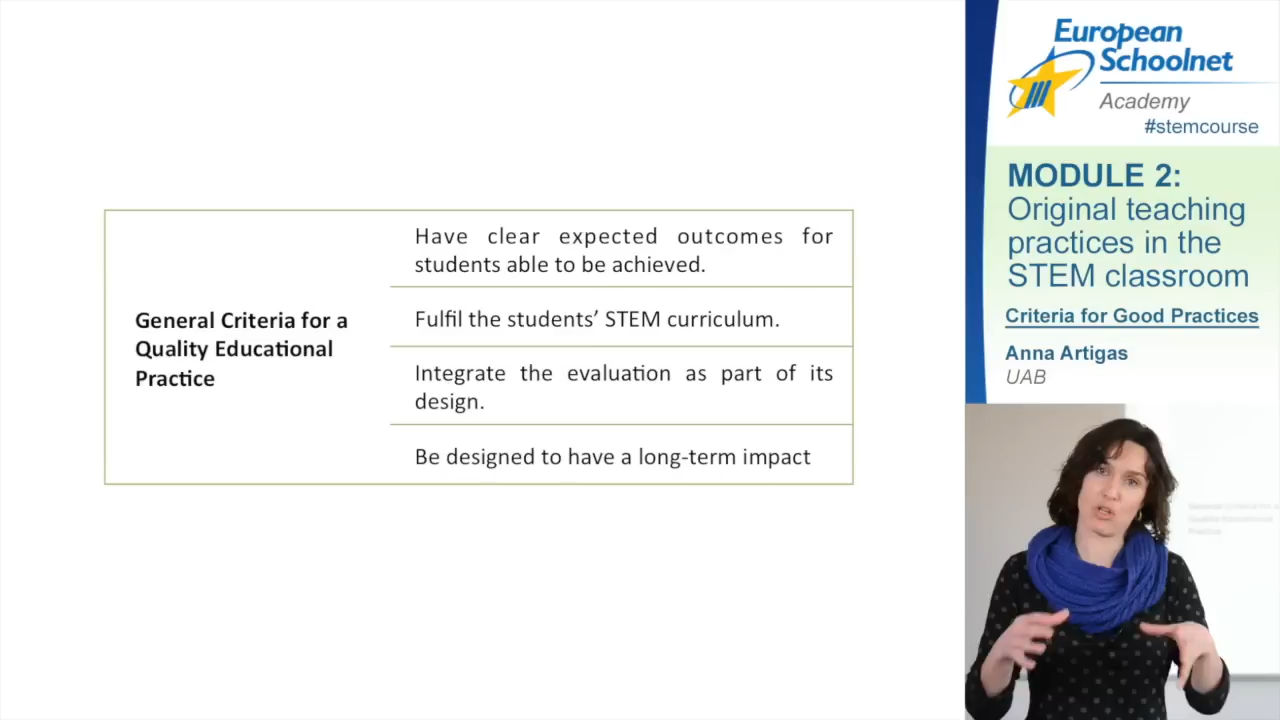 General Criteria for a
Quality Educational
Practice
Have clear expected outcomes for
students able to be achieved.
Fulfil the students’ STEM curriculum.
Integrate the evaluation as part of its
design.
Be designed to have a long-term impact
European
Schoolnet
Academy
#stemcourse
MODULE 2:
Original teaching
practices in the
STEM classroom
Criteria for Good Practices
Anna Artigas
UAB